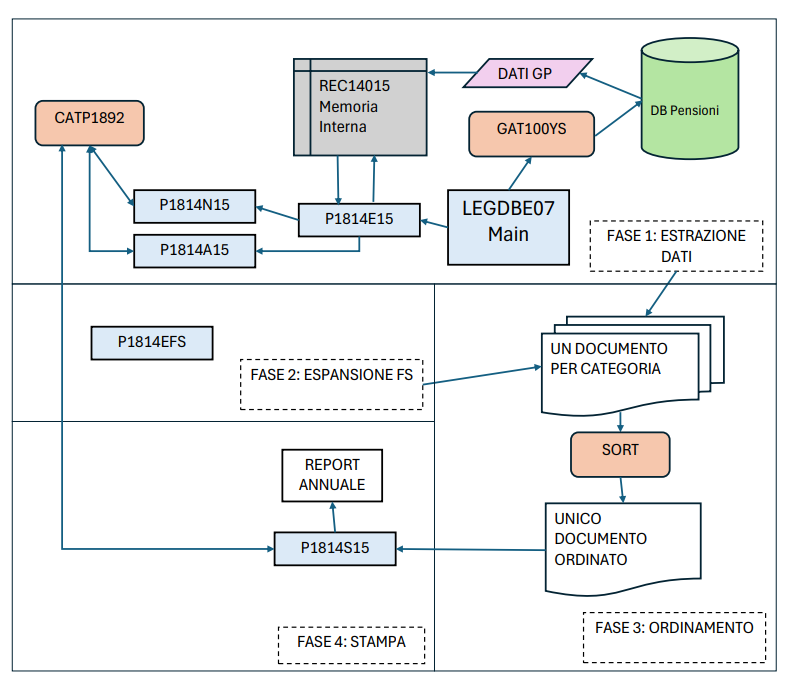 DATI GP
DB Pensioni
REC14015
Memoria
Interna
CATP1892
GAT100YS
P1814N15
P1814E15
LEGDBE07
Main
P1814A15
FASE 1: ESTRAZIONE
DATI
P1814EFS
FASE 2: ESPANSIONE FS
UN DOCUMENTO
PER CATEGORIA
SORT
REPORT
ANNUALE
P1814S15
UNICO
DOCUMENTO
ORDINATO
FASE 4: STAMPA
FASE 3: ORDINAMENTO